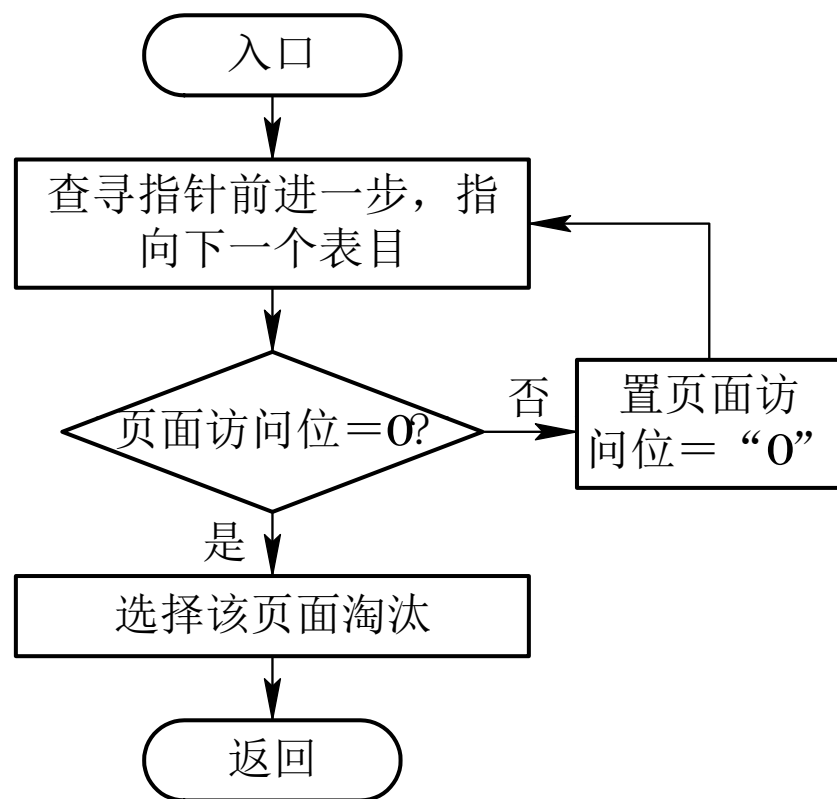 入口
查寻指针前进一步，指
向下一个表目
页面访问位＝0?
否
置页面访
问位＝“0”
是
选择该页面淘汰
返回